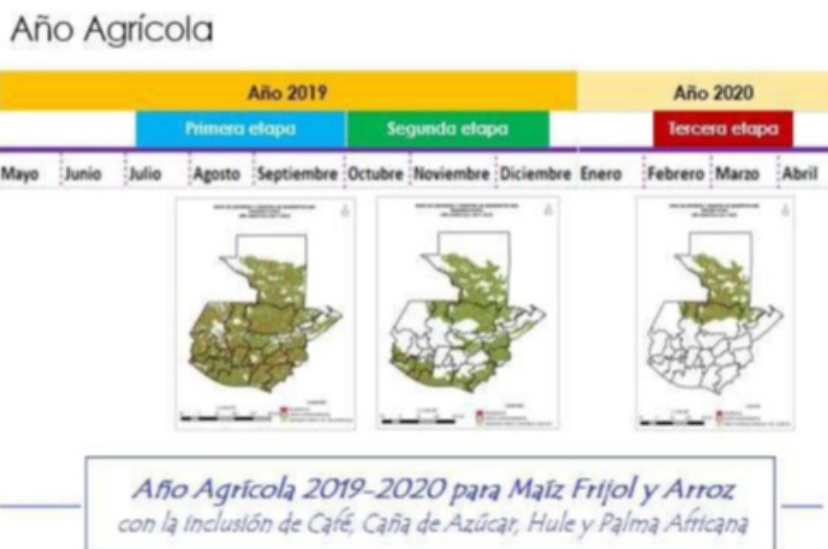 Año Agrícola
Año 2019 Año 2020
Primera etapa Segunda etapa Tercera etapa
Mayo Junio Julio Agosto Septiembre Octubre Noviembre Diciembre Enero Febrero Marzo Abril
Año Agrícola 2019-2020 para Maíz Frijol y Arroz
con la inclusión de Café, Caña de Azúcar, Hule y Palma Africana